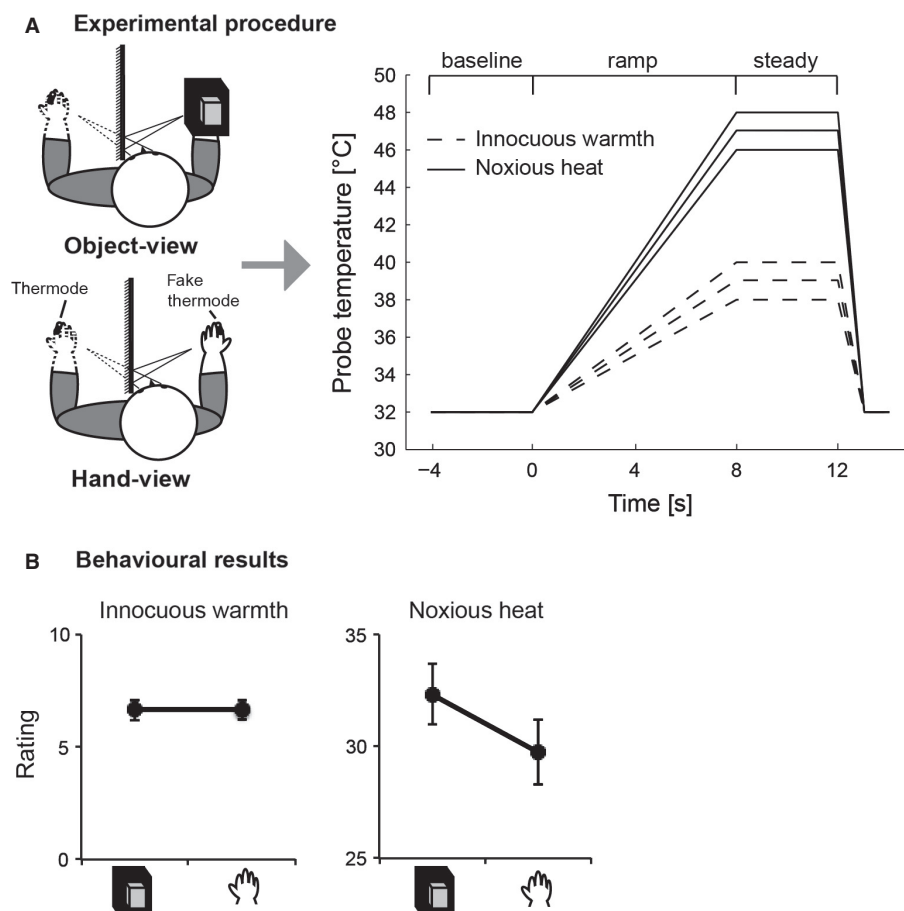 A Experimental procedure
Object-view
Thermode
Fake
thermode
Hand-view
baseline ramp steady
Probe temperature [°C]
50
48
46
44
42
40
38
36
34
32
30
Innocuous warmth
Noxious heat
−4 0 4 8 12
Time [s]
B Behavioural results
Innocuous warmth
Rating
10
5
0
Noxious heat
35
30
25